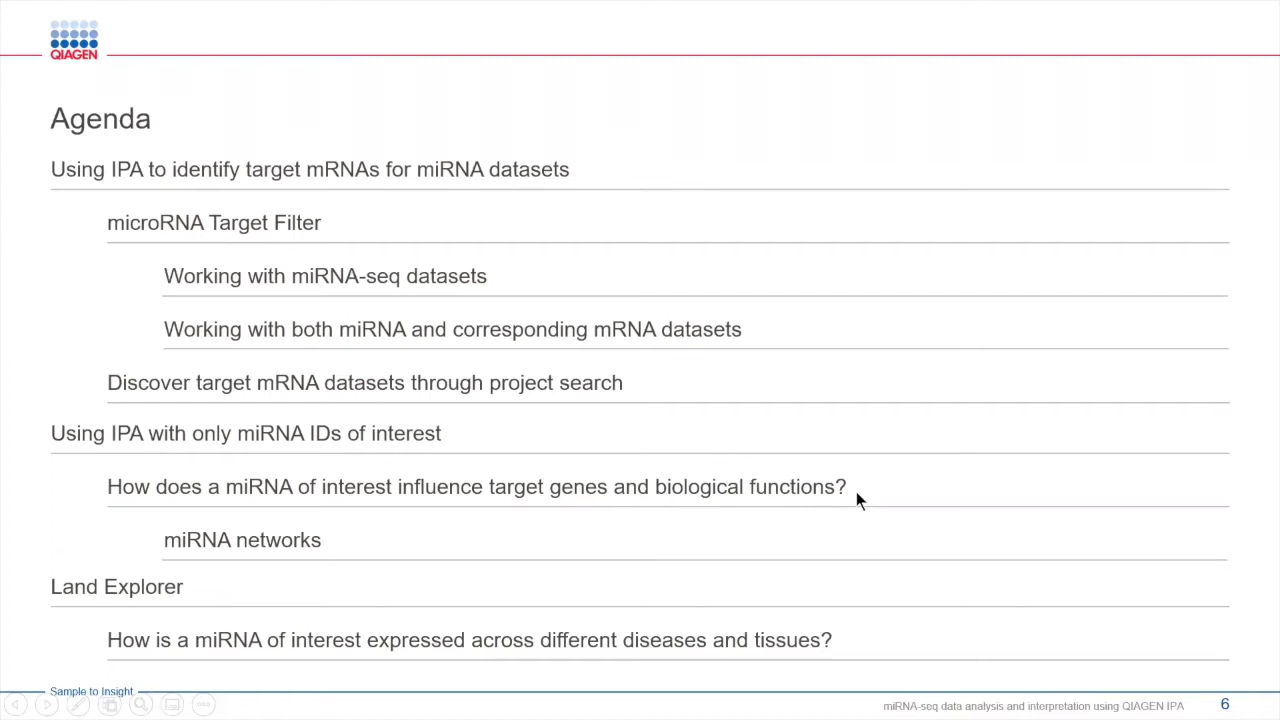 QIAGEN
Agenda
Using IPA to identify target mRNAs for miRNA datasets
microRNA Target Filter
Working with miRNA-seq datasets
Working with both miRNA and corresponding mRNA datasets
Discover target mRNA datasets through project search
Using IPA with only miRNA IDs of interest
How does a miRNA of interest influence target genes and biological functions?
miRNA networks
Land Explorer
How is a miRNA of interest expressed across different diseases and tissues?
Sample to Insight
miRNA-seq data analysis and interpretation using QIAGEN IPA 6